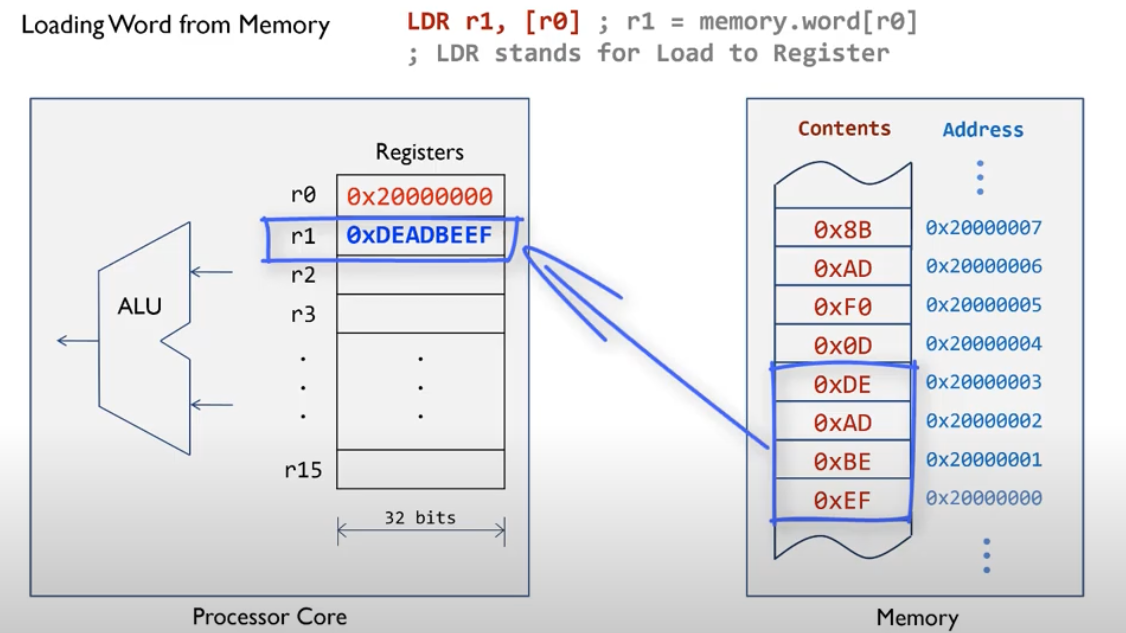 Loading Word from Memory
LDR r1, [r0] ; r1 = memory.word[r0]
; LDR stands for Load to Register
Registers
r0 0x20000000
r1 0xDEADBEEF
r2
r3
r15
32 bits
ALU
Processor Core
Contents Address
0x8B 0x20000007
0xAD 0x20000006
0xF0 0x20000005
0x0D 0x20000004
0xDE 0x20000003
0xAD 0x20000002
0xBE 0x20000001
0xEF 0x20000000
Memory